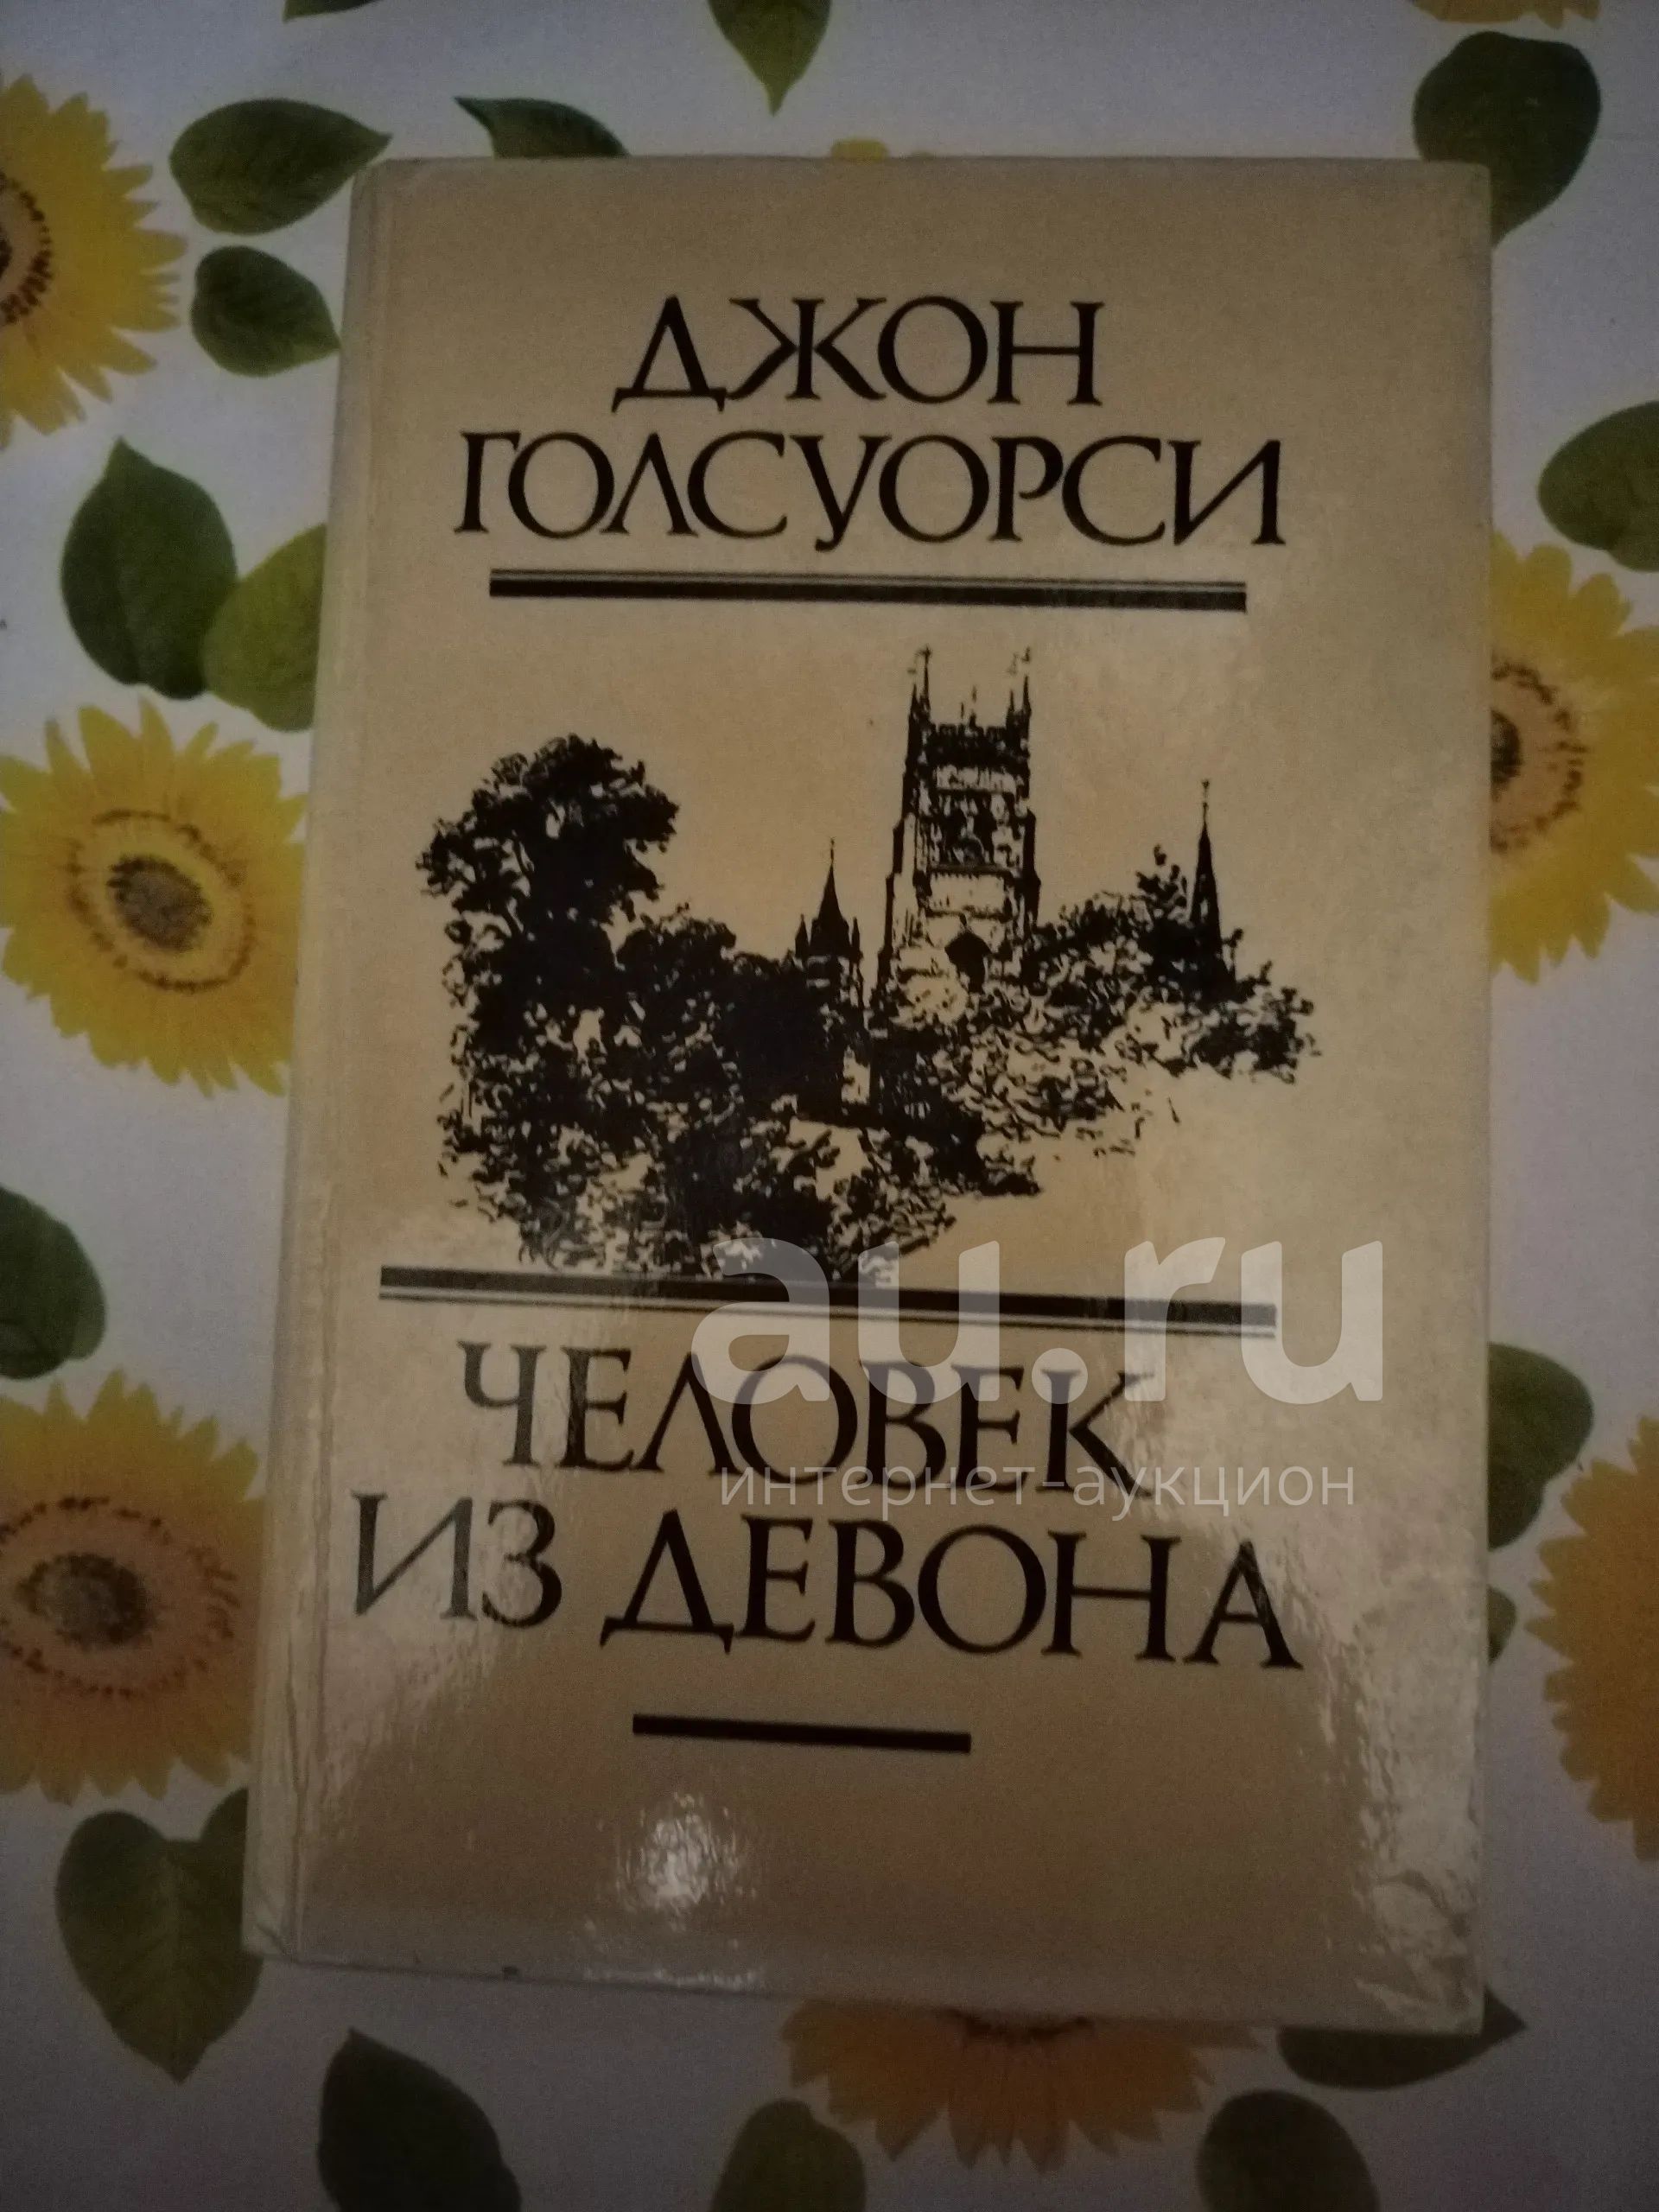 ДЖОН
ГОЛСУОРСИ
au.ru
ЧЕЛОВЕК
интернет-аукцион
ИЗ ДЕВОНА